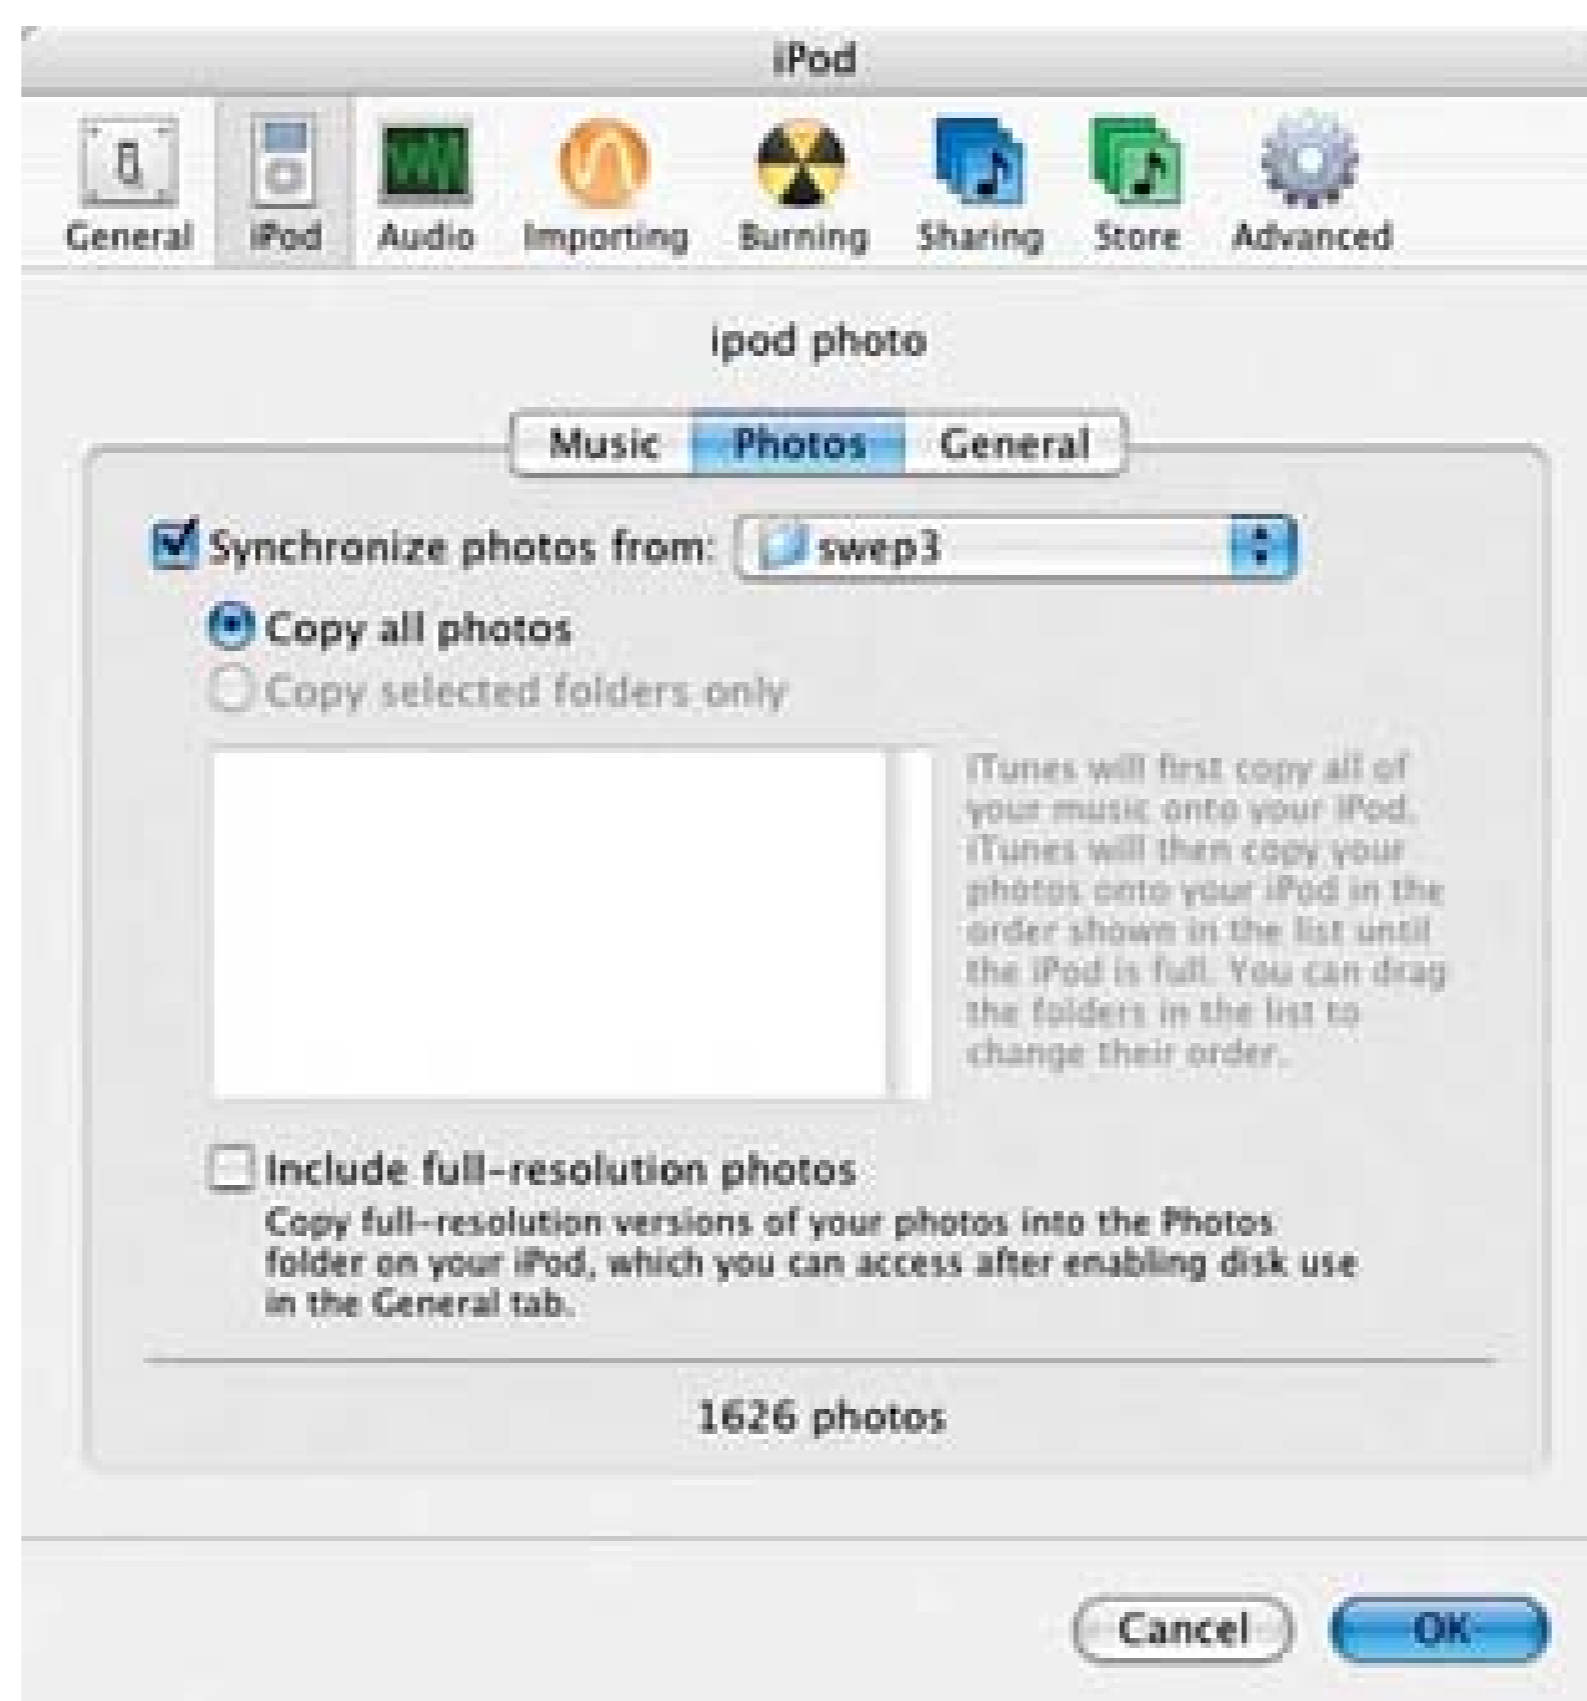 iPod
General iPod Audio Importing Burning Sharing Store Advanced
ipod photo
Music Photos General
Synchronize photos from: swep3
Copy all photos
Copy selected folders only
iTunes will first copy all of
your music onto your iPod.
iTunes will then copy your
photos onto your iPod in the
order shown in the list until
the iPod is full. You can drag
the folders in the list to
change their order.
Include full-resolution photos
Copy full-resolution versions of your photos into the Photos
folder on your iPod, which you can access after enabling disk use
in the General tab.
1626 photos
Cancel OK